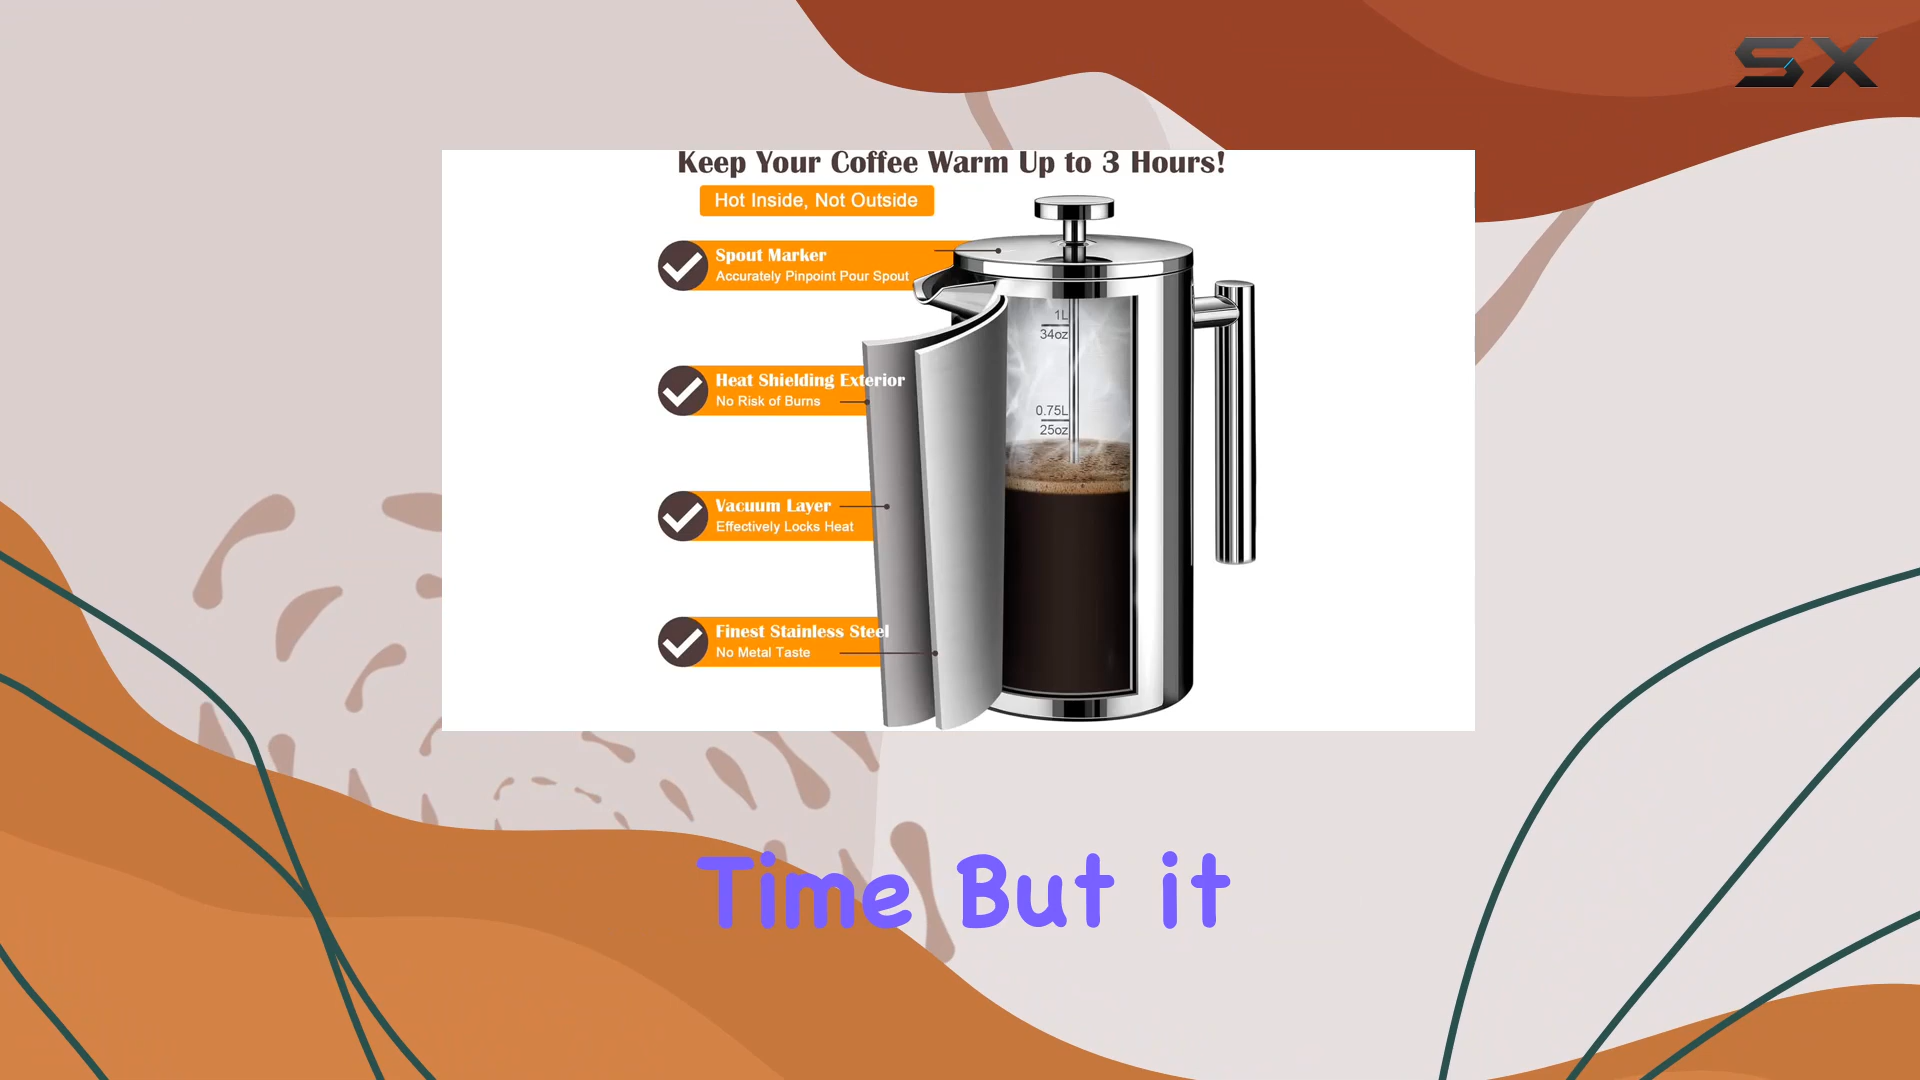 SX
Keep Your Coffee Warm Up to 3 Hours!
Hot Inside, Not Outside
Spout Marker
Accurately Pinpoint Pour Spout
1L
34oz
Heat Shielding Exterior
No Risk of Burns
0.75L
25oz
Vacuum Layer
Effectively Locks Heat
Finest Stainless Steel
No Metal Taste
Time But it